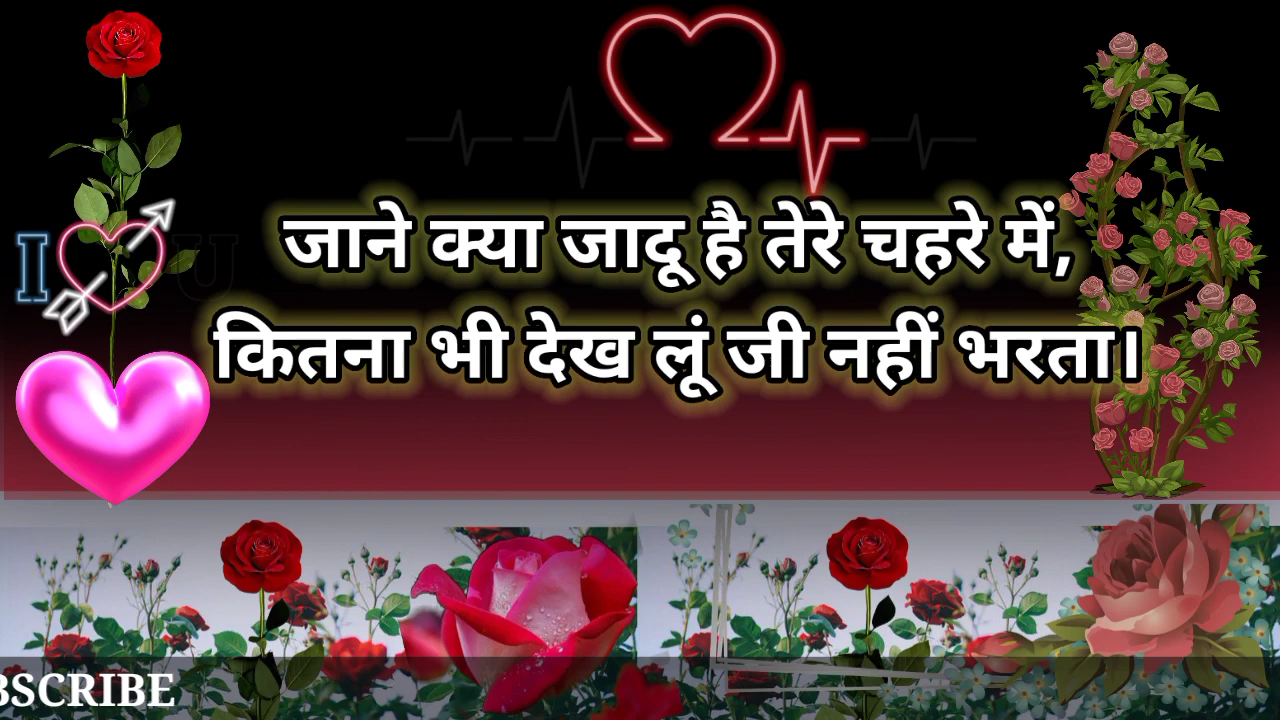 जाने क्या जादू है तेरे चहरे में,
कितना भी देख लूं जी नहीं भरता।
I U
BSCRIBE